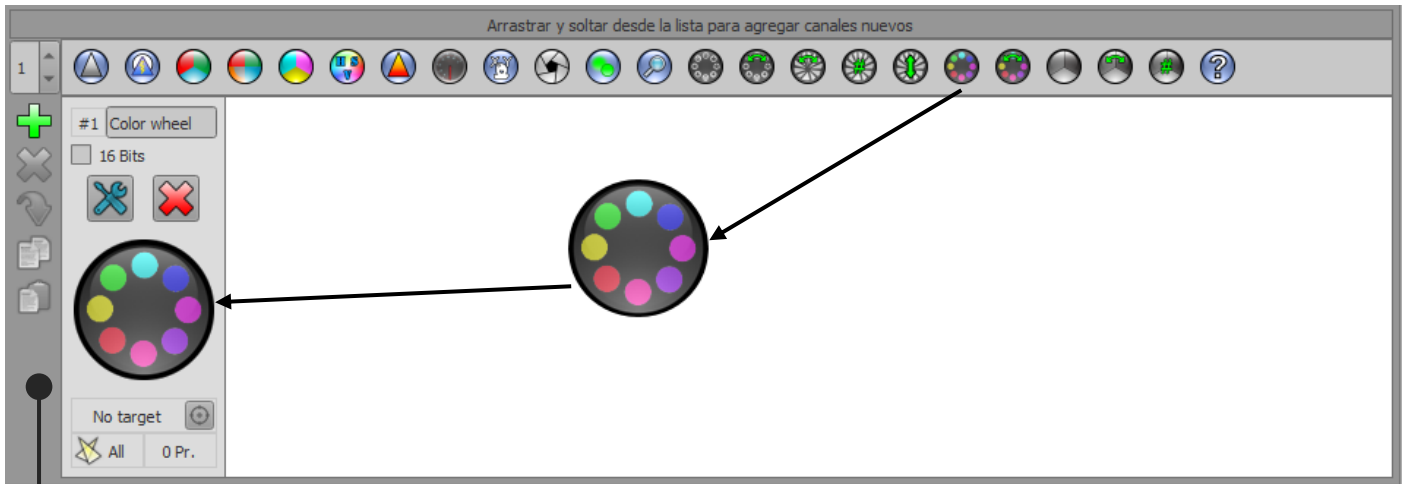 Arrastrar y soltar desde la lista para agregar canales nuevos
1
H S
V
#
#
?
#1 Color wheel
16 Bits
No target
All 0 Pr.